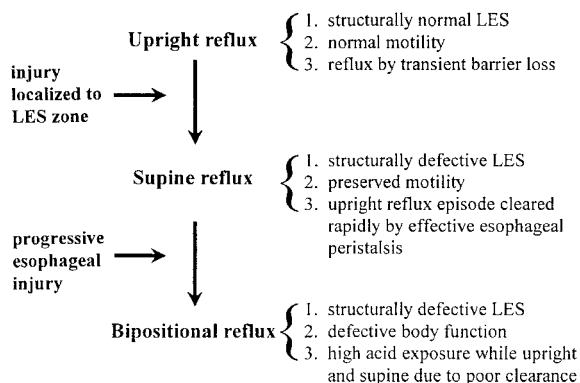 Upright reflux
1. structurally normal LES
2. normal motility
3. reflux by transient barrier loss
injury
localized to
LES zone
Supine reflux
1. structurally defective LES
2. preserved motility
3. upright reflux episode cleared
rapidly by effective esophageal
peristalsis
progressive
esophageal
injury
Bipositional reflux
1. structurally defective LES
2. defective body function
3. high acid exposure while upright
and supine due to poor clearance